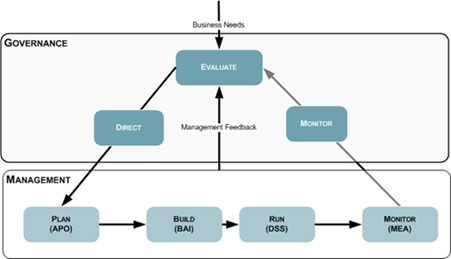 Business Needs
GOVERNANCE
EVALUATE
DIRECT
Management Feedback
MONITOR
MANAGEMENT
PLAN
(APO)
BUILD
(BAI)
RUN
(DSS)
MONITOR
(MEA)